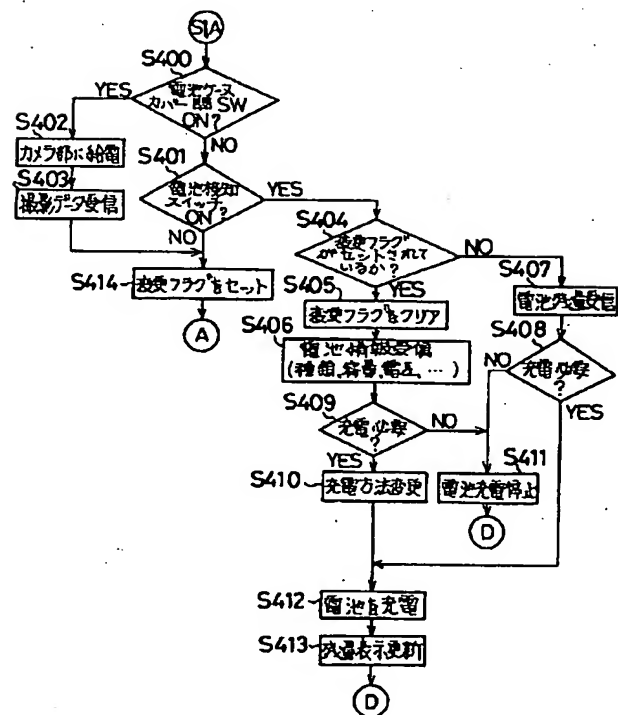 S1A
S400
電池ケース
カバー開SW
ON?
YES
NO
S402
カメラ部に給電
S403
撮影データ受信
S401
電池検知
スイッチ
ON?
YES
NO
S414
変更フラグをセット
A
S404
変更フラグ
がセットされて
いるか?
NO
YES
S405
変更フラグをクリア
S406
電池情報受信
(種類、容量、電圧、…)
S407
電池残量受信
S408
充電必要
?
NO
YES
S409
充電必要
?
NO
YES
S410
充電方法変更
S411
電池充電停止
D
S412
電池を充電
S413
残量表示更新
D